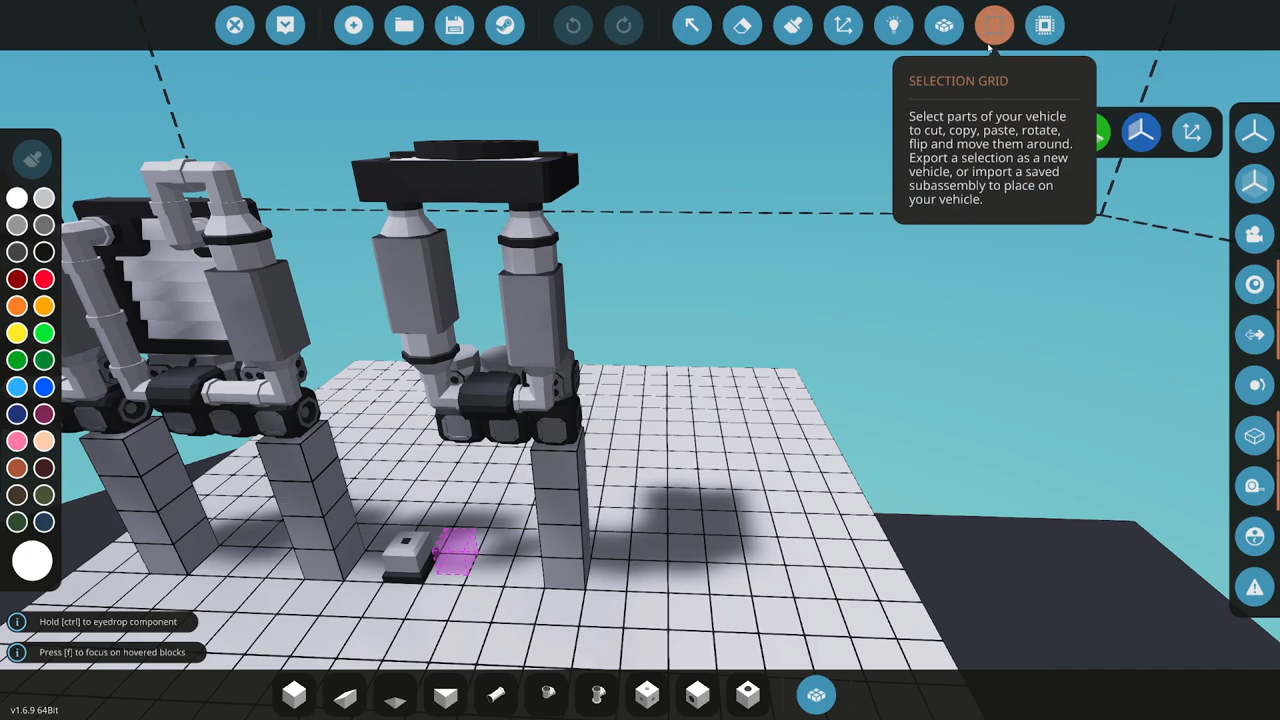 SELECTION GRID
Select parts of your vehicle
to cut, copy, paste, rotate,
flip and move them around.
Export a selection as a new
vehicle, or import a saved
subassembly to place on
your vehicle.
Hold [ctrl] to eyedrop component
Press [f] to focus on hovered blocks
v1.6.9 64Bit